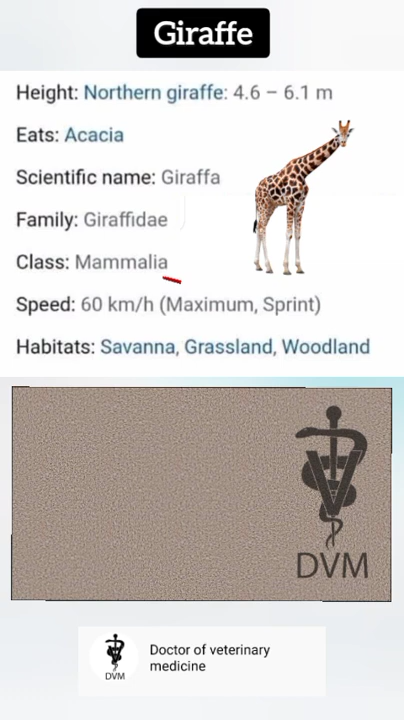 Giraffe
Height: Northern giraffe: 4.6 – 6.1 m
Eats: Acacia
Scientific name: Giraffa
Family: Giraffidae
Class: Mammalia
Speed: 60 km/h (Maximum, Sprint)
Habitats: Savanna, Grassland, Woodland
V
DVM
Doctor of veterinary
medicine
DVM